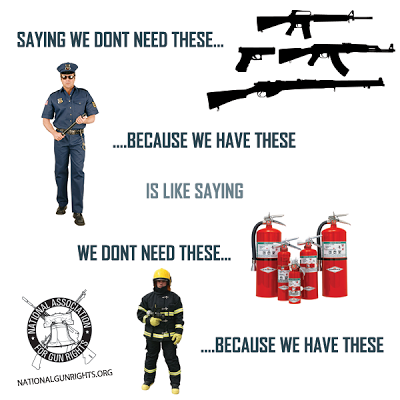 SAYING WE DONT NEED THESE...
....BECAUSE WE HAVE THESE
IS LIKE SAYING
WE DONT NEED THESE...
....BECAUSE WE HAVE THESE
NATIONAL ASSOCIATION
FOR GUN RIGHTS
NATIONALGUNRIGHTS.ORG